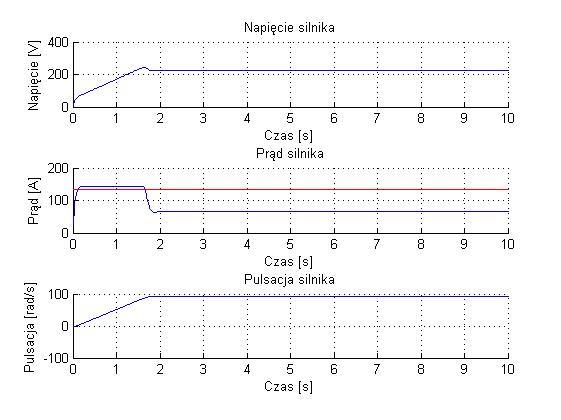 Napięcie silnika
Napięcie [V]
400
200
0
0 1 2 3 4 5 6 7 8 9 10
Czas [s]
Prąd silnika
Prąd [A]
200
100
0
0 1 2 3 4 5 6 7 8 9 10
Czas [s]
Pulsacja silnika
Pulsacja [rad/s]
100
0
-100
0 1 2 3 4 5 6 7 8 9 10
Czas [s]